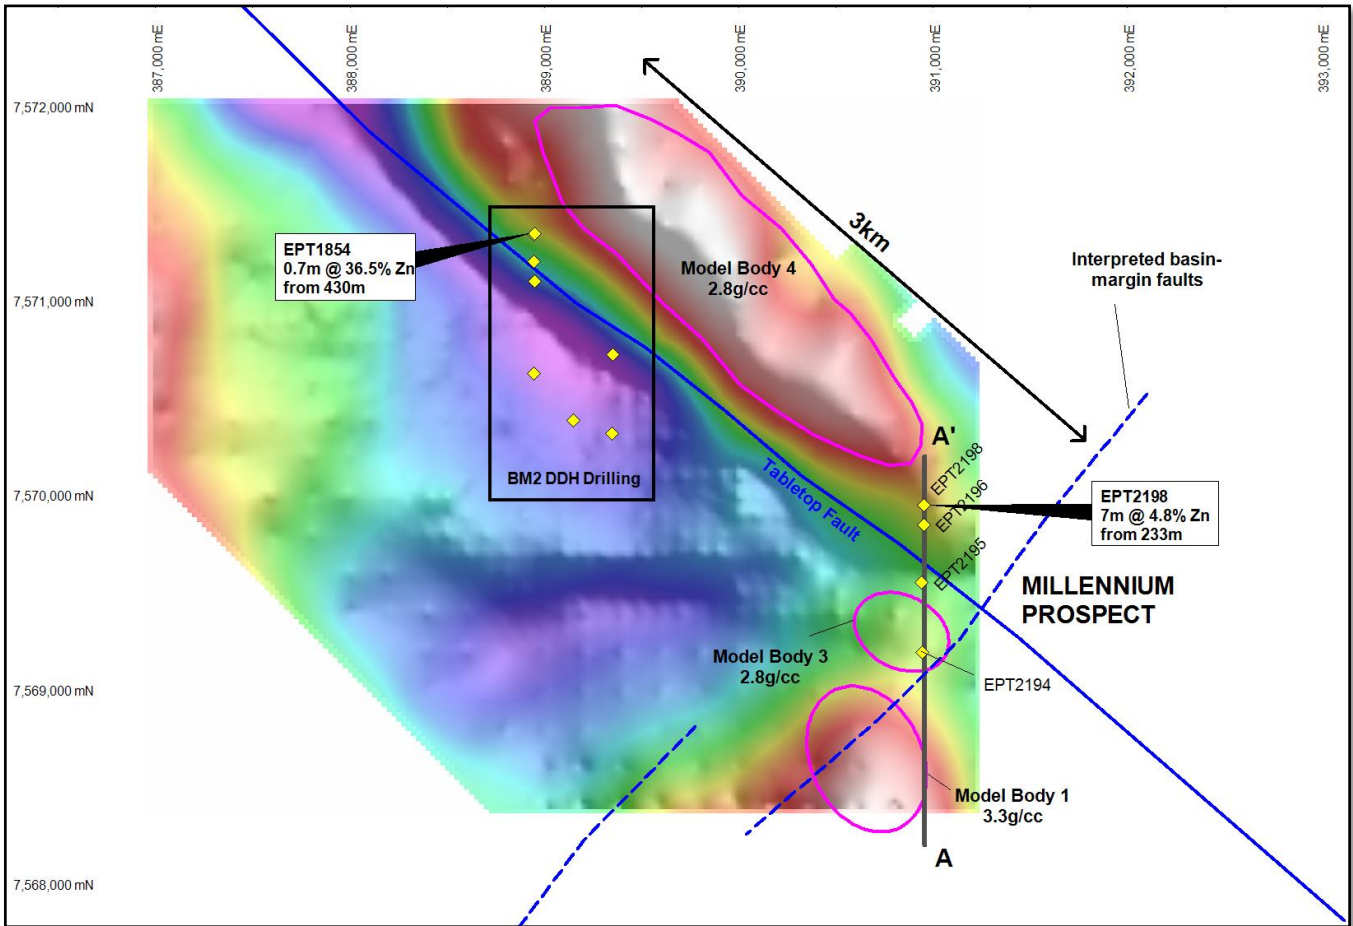 387,000 mE
388,000 mE
389,000 mE
390,000 mE
391,000 mE
392,000 mE
393,000 mE
7,572,000 mN
7,571,000 mN
7,570,000 mN
7,569,000 mN
7,568,000 mN
3km
EPT1854
0.7m @ 36.5% Zn
from 430m
Model Body 4
2.8g/cc
Interpreted basin-
margin faults
BM2 DDH Drilling
Tabletop Fault
A'
EPT2198
EPT2196
EPT2195
EPT2198
7m @ 4.8% Zn
from 233m
MILLENNIUM
PROSPECT
Model Body 3
2.8g/cc
EPT2194
Model Body 1
3.3g/cc
A